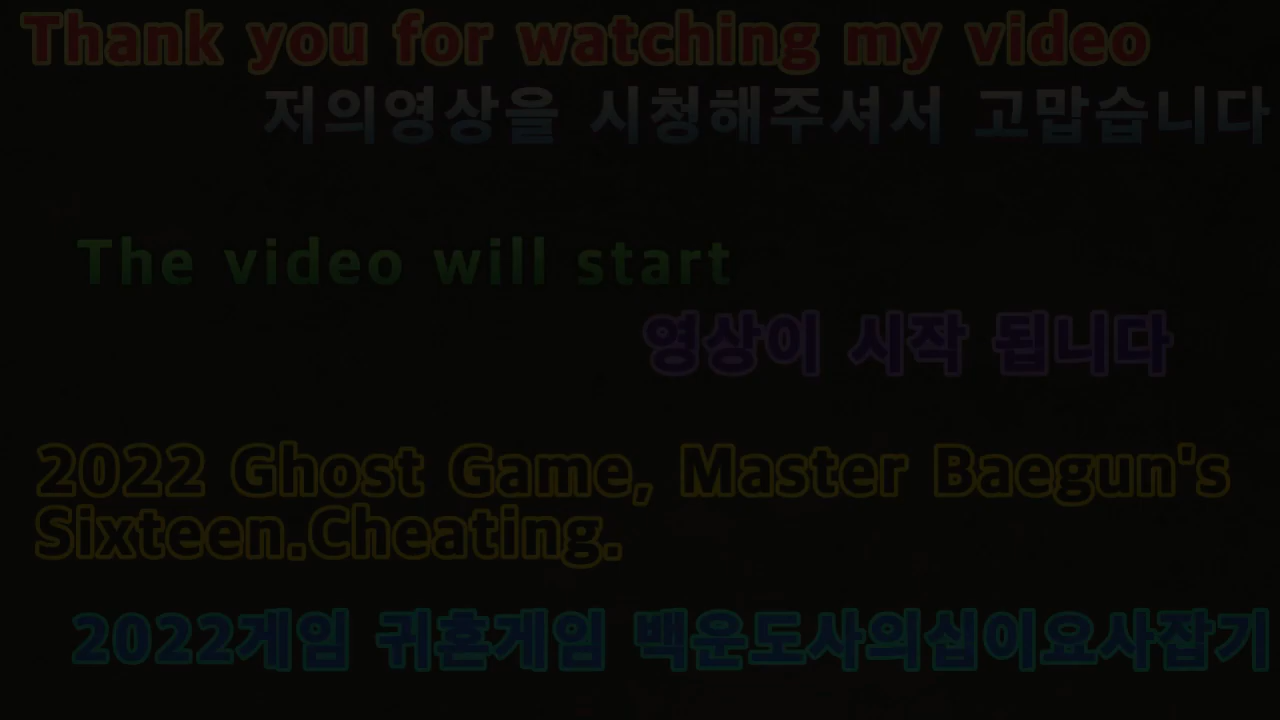 Thank you for watching my video
저의영상을 시청해주셔서 고맙습니다
The video will start
영상이 시작 됩니다
2022 Ghost Game, Master Baegun's
Sixteen.Cheating.
2022게임 귀혼게임 백운도사의십이요사잡기